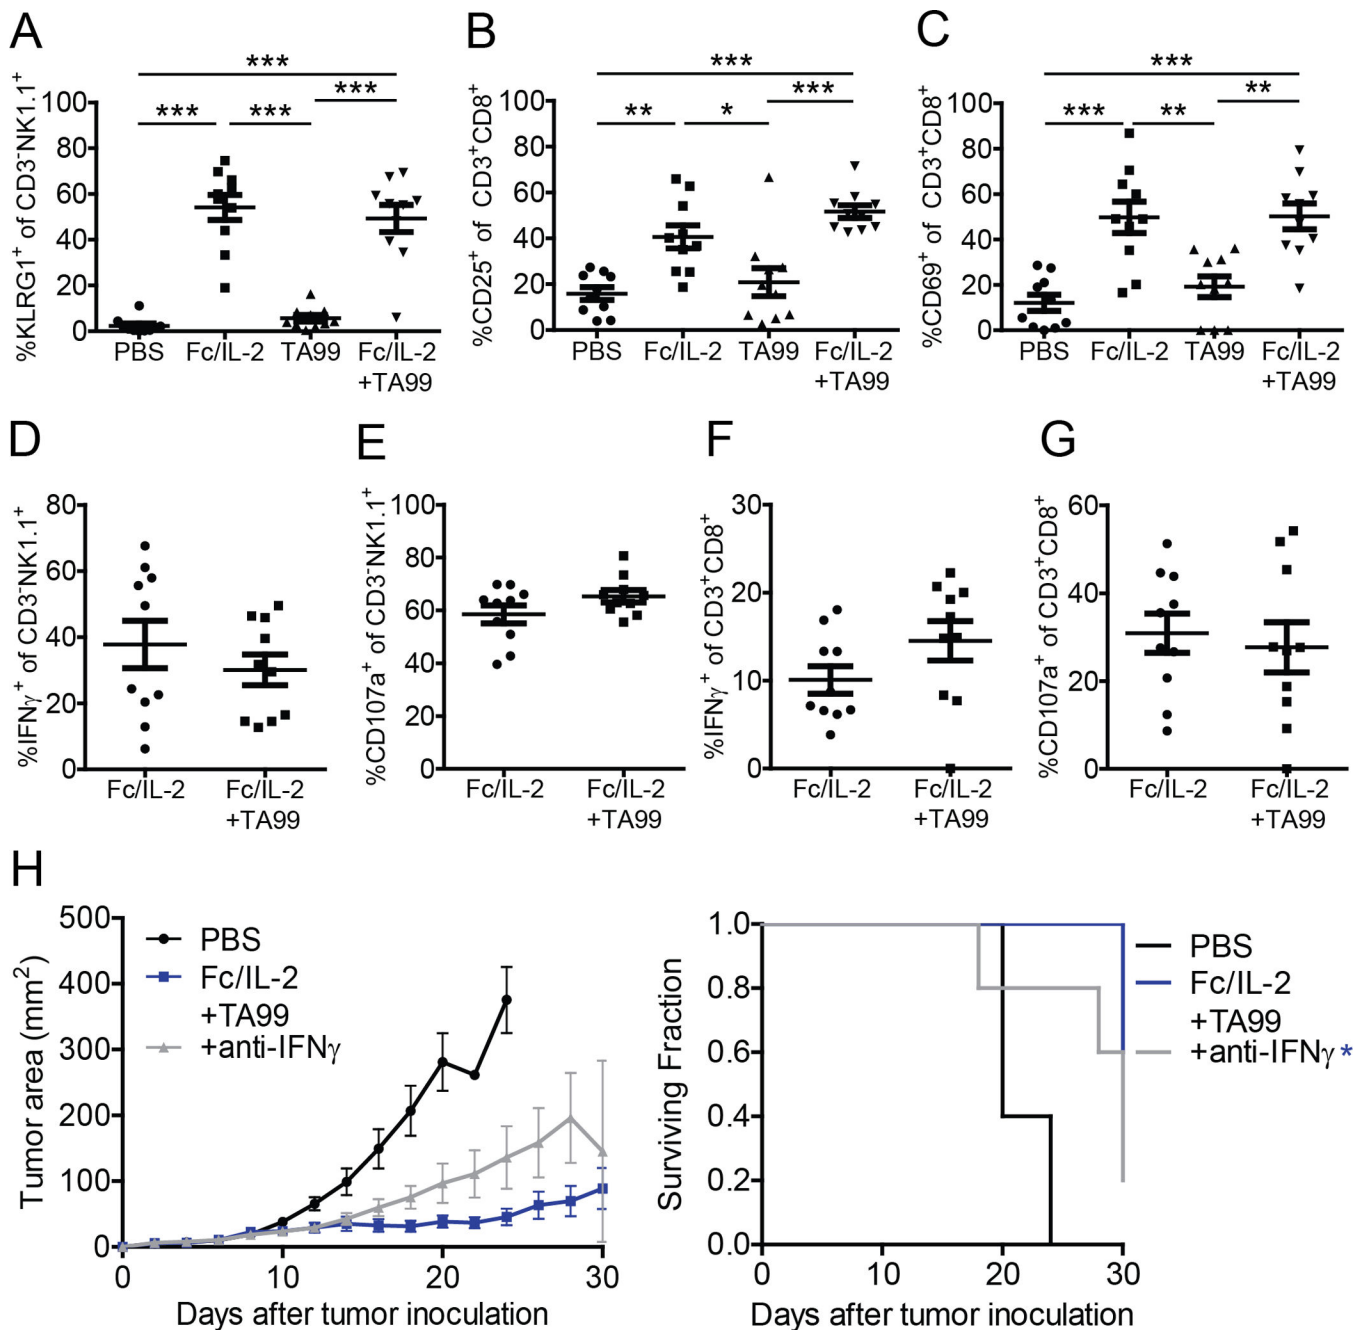 A
B
C
***
***
***
***
%KLRG1⁺ of CD3⁻NK1.1⁺
100
80
60
40
20
0
PBS
Fc/IL-2
TA99
Fc/IL-2
+TA99
***
***
**
*
%CD25⁺ of CD3⁺CD8⁺
100
80
60
40
20
0
PBS
Fc/IL-2
TA99
Fc/IL-2
+TA99
***
**
***
**
%CD69⁺ of CD3⁺CD8⁺
100
80
60
40
20
0
PBS
Fc/IL-2
TA99
Fc/IL-2
+TA99
D
E
F
G
%IFNγ⁺ of CD3⁻NK1.1⁺
80
60
40
20
0
Fc/IL-2
Fc/IL-2
+TA99
%CD107a⁺ of CD3⁻NK1.1⁺
100
80
60
40
20
0
Fc/IL-2
Fc/IL-2
+TA99
%IFNγ⁺ of CD3⁺CD8⁺
30
20
10
0
Fc/IL-2
Fc/IL-2
+TA99
%CD107a⁺ of CD3⁺CD8⁺
60
40
20
0
Fc/IL-2
Fc/IL-2
+TA99
H
Tumor area (mm²)
500
400
300
200
100
0
PBS
Fc/IL-2
+TA99
+anti-IFNγ
0
10
20
30
Days after tumor inoculation
Surviving Fraction
1.0
0.8
0.6
0.4
0.2
0.0
PBS
Fc/IL-2
+TA99
+anti-IFNγ*
0
10
20
30
Days after tumor inoculation